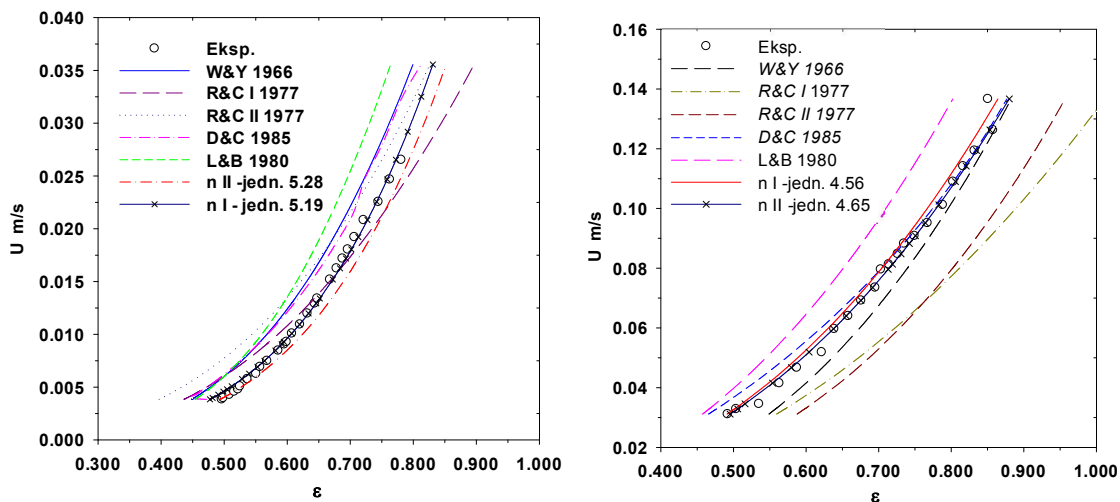 0.040
0.035
0.030
0.025
0.020
0.015
0.010
0.005
0.000
U m/s
Eksp.
W&Y 1966
R&C I 1977
R&C II 1977
D&C 1985
L&B 1980
n II -jedn. 5.28
n I - jedn. 5.19
0.300 0.400 0.500 0.600 0.700 0.800 0.900 1.000
ε
0.16
0.14
0.12
0.10
0.08
0.06
0.04
0.02
U m/s
Eksp.
W&Y 1966
R&C I 1977
R&C II 1977
D&C 1985
L&B 1980
n I -jedn. 4.56
n II -jedn. 4.65
0.400 0.500 0.600 0.700 0.800 0.900 1.000
ε